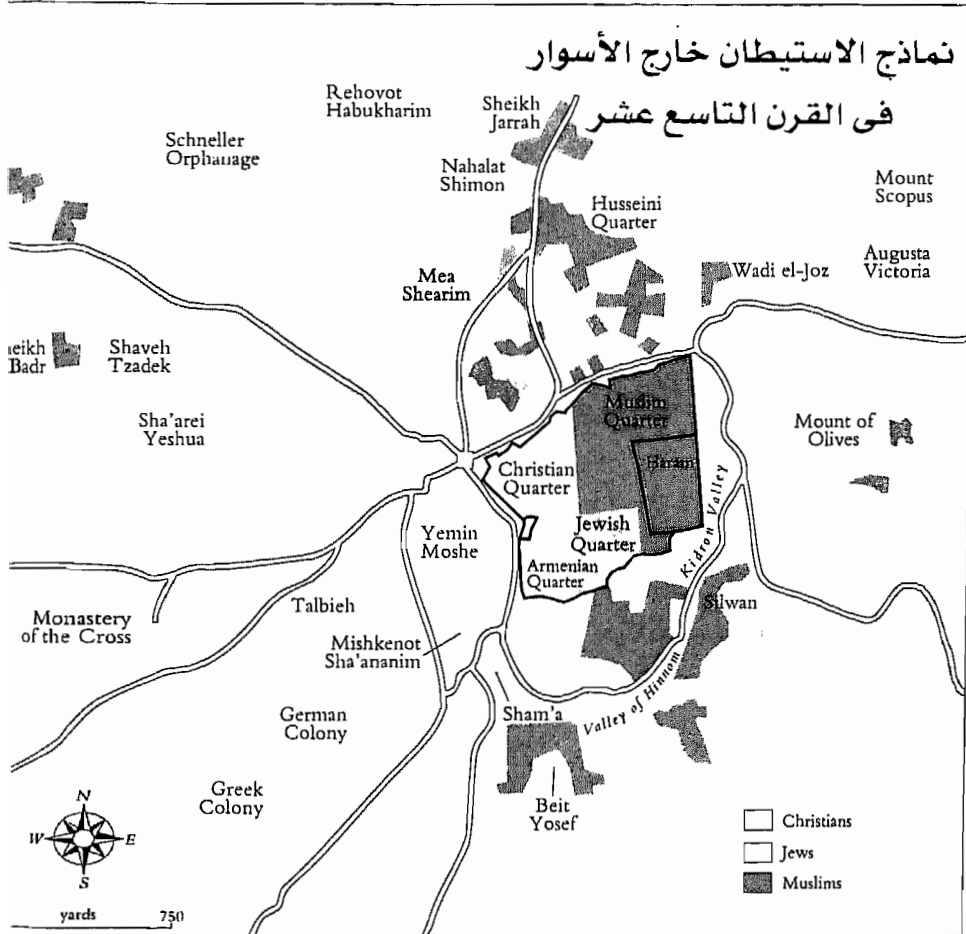 نماذج الاستيطان خارج الأسوار
فى القرن التاسع عشر
Rehovot
Habukharim
Sheikh
Jarrah
Schneller
Orphanage
Nahalat
Shimon
Mount
Scopus
Husseini
Quarter
Augusta
Victoria
Wadi el-Joz
Mea
Shearim
eikh
Badr
Shaveh
Tzadek
Muslim
Quarter
Sha'arei
Yeshua
Mount of
Olives
Haram
Christian
Quarter
Kidron Valley
Jewish
Quarter
Yemin
Moshe
Armenian
Quarter
Silwan
Talbieh
Monastery
of the Cross
Mishkenot
Sha'ananim
Valley of Hinnom
Sham'a
German
Colony
Greek
Colony
Beit
Yosef
N
W
E
S
yards 750
Christians
Jews
Muslims